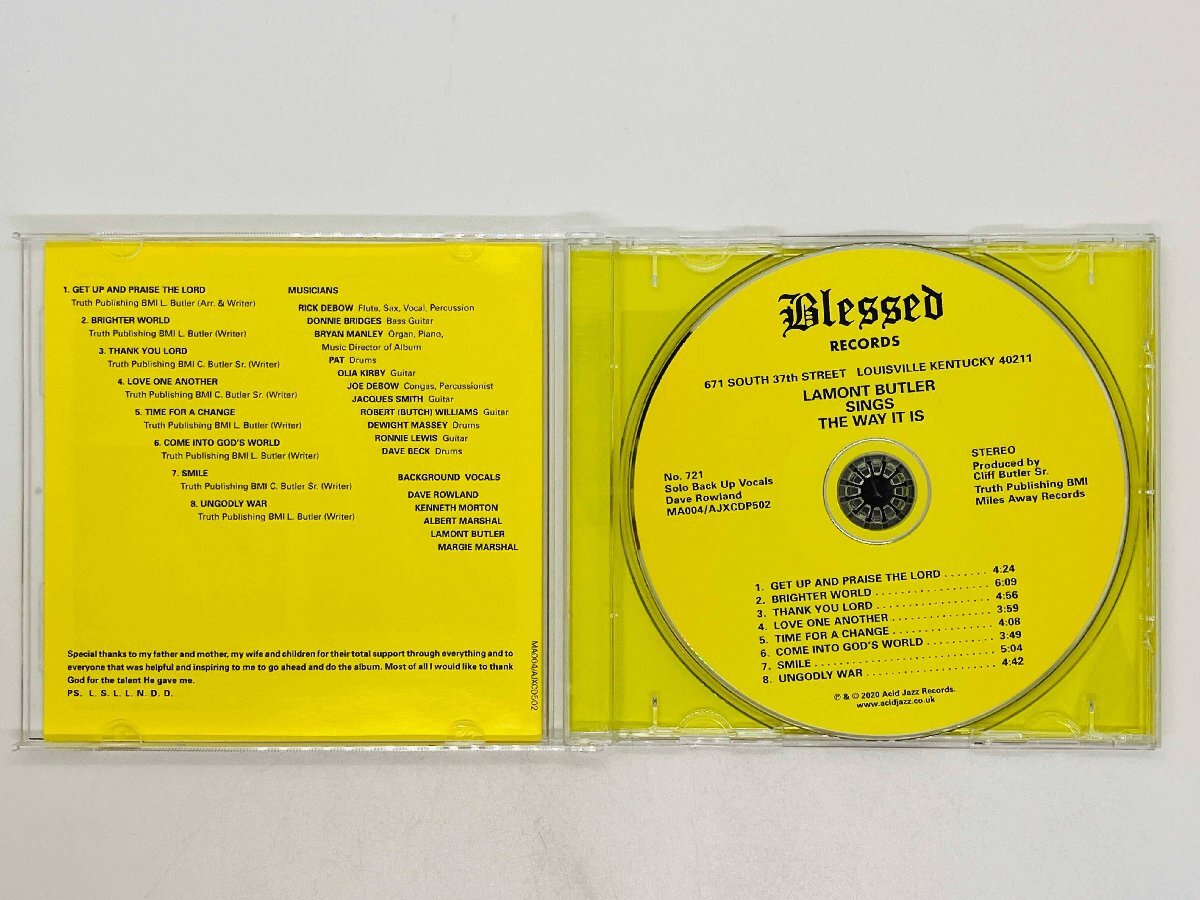 1. GET UP AND PRAISE THE LORD
Truth Publishing BMI L. Butler (Arr. & Writer)
2. BRIGHTER WORLD
Truth Publishing BMI L. Butler (Writer)
3. THANK YOU LORD
Truth Publishing BMI C. Butler Sr. (Writer)
4. LOVE ONE ANOTHER
Truth Publishing BMI C. Butler Sr. (Writer)
5. TIME FOR A CHANGE
Truth Publishing BMI L. Butler (Writer)
6. COME INTO GOD'S WORLD
Truth Publishing BMI L. Butler (Writer)
7. SMILE
Truth Publishing BMI C. Butler Sr. (Writer)
8. UNGODLY WAR
Truth Publishing BMI L. Butler (Writer)
MUSICIANS
RICK DEBOW Flute, Sax, Vocal, Percussion
DONNIE BRIDGES Bass Guitar
BRYAN MANLEY Organ, Piano,
Music Director of Album
PAT Drums
OLIA KIRBY Guitar
JOE DEBOW Congas, Percussionist
JACQUES SMITH Guitar
ROBERT (BUTCH) WILLIAMS Guitar
DEWIGHT MASSEY Drums
RONNIE LEWIS Guitar
DAVE BECK Drums
BACKGROUND VOCALS
DAVE ROWLAND
KENNETH MORTON
ALBERT MARSHAL
LAMONT BUTLER
MARGIE MARSHAL
Special thanks to my father and mother, my wife and children for their total support through everything and to
everyone that was helpful and inspiring to me to go ahead and do the album. Most of all I would like to thank
God for the talent He gave me.
PS. L. S. L. L. N. D. D.
MA004/AJXCD502
Blessed
RECORDS
671 SOUTH 37th STREET LOUISVILLE KENTUCKY 40211
LAMONT BUTLER
SINGS
THE WAY IT IS
No. 721
Solo Back Up Vocals
Dave Rowland
MA004/AJXCDP502
STEREO
Produced by
Cliff Butler Sr.
Truth Publishing BMI
Miles Away Records
1. GET UP AND PRAISE THE LORD ....... 4:24
2. BRIGHTER WORLD .................... 6:09
3. THANK YOU LORD .................... 4:56
4. LOVE ONE ANOTHER ................. 3:59
5. TIME FOR A CHANGE ................ 4:08
6. COME INTO GOD'S WORLD ........... 3:49
7. SMILE ............................... 5:04
8. UNGODLY WAR ...................... 4:42
℗ & © 2020 Acid Jazz Records.
www.acidjazz.co.uk